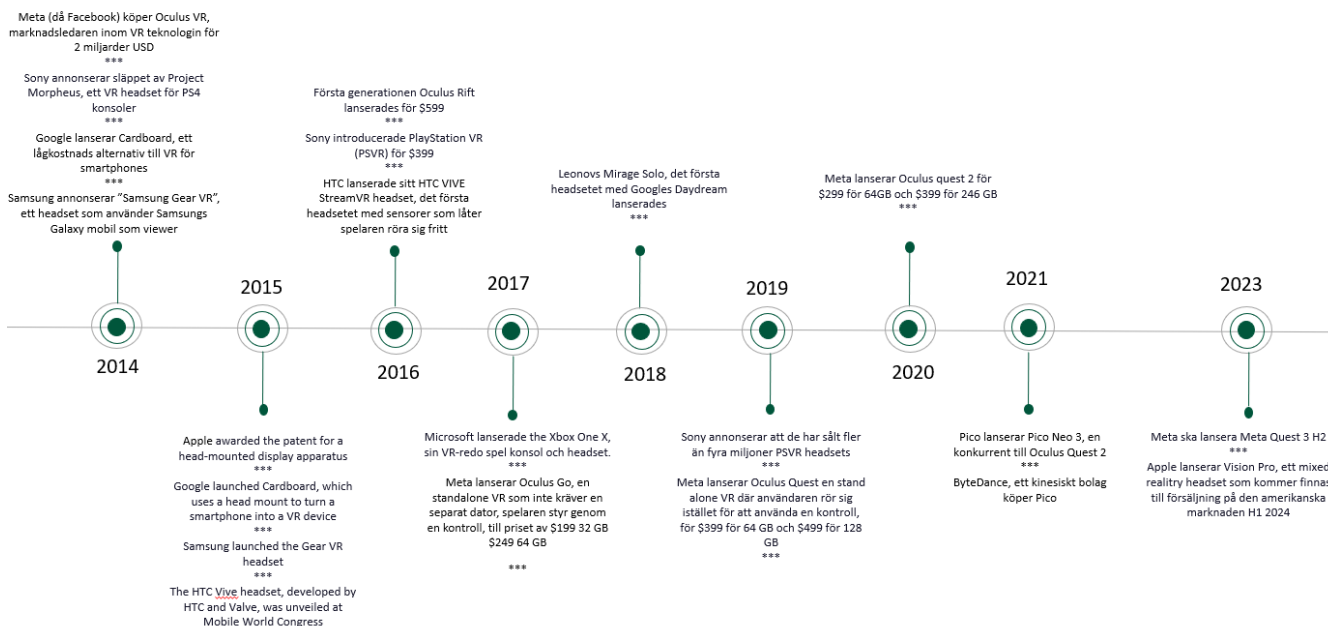 Meta (då Facebook) köper Oculus VR,
marknadsledaren inom VR teknologin för
2 miljarder USD
***
Sony annonserar släppet av Project
Morpheus, ett VR headset för PS4
konsoler
***
Google lanserar Cardboard, ett
lågkostnads alternativ till VR för
smartphones
***
Samsung annonserar “Samsung Gear VR”,
ett headset som använder Samsungs
Galaxy mobil som viewer
2014
2015
Apple awarded the patent for a
head-mounted display apparatus
***
Google launched Cardboard, which
uses a head mount to turn a
smartphone into a VR device
***
Samsung launched the Gear VR
headset
***
The HTC Vive headset, developed by
HTC and Valve, was unveiled at
Mobile World Congress
Första generationen Oculus Rift
lanserades för $599
***
Sony introducerade PlayStation VR
(PSVR) för $399
***
HTC lanserade sitt HTC VIVE
StreamVR headset, det första
headsetet med sensorer som låter
spelaren röra sig fritt
2016
2017
Microsoft lanserade the Xbox One X,
sin VR-redo spel konsol och headset.
***
Meta lanserar Oculus Go, en
standalone VR som inte kräver en
separat dator, spelaren styr genom
en kontroll, till priset av $199 32 GB
$249 64 GB
***
Leonovs Mirage Solo, det första
headsetet med Googles Daydream
lanserades
***
2018
2019
Sony annonserar att de har sålt fler
än fyra miljoner PSVR headsets
***
Meta lanserar Oculus Quest en stand
alone VR där användaren rör sig
istället för att använda en kontroll,
för $399 för 64 GB och $499 för 128
GB
***
Meta lanserar Oculus quest 2 för
$299 för 64GB och $399 för 246 GB
***
2020
2021
Pico lanserar Pico Neo 3, en
konkurrent till Oculus Quest 2
***
ByteDance, ett kinesiskt bolag
köper Pico
2023
Meta ska lansera Meta Quest 3 H2
***
Apple lanserar Vision Pro, ett mixed
realitry headset som kommer finnas
till försäljning på den amerikanska
marknaden H1 2024